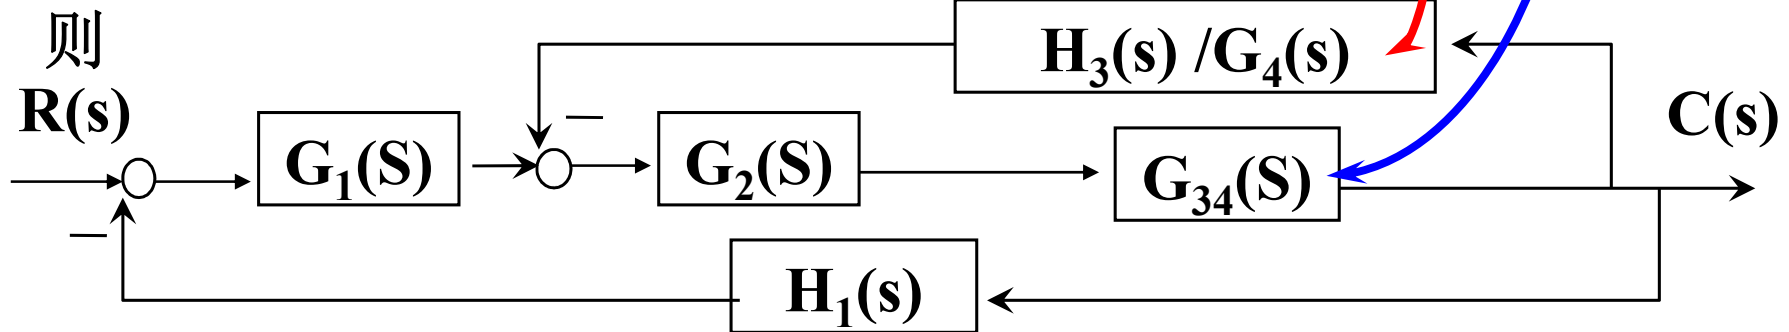 则
H₃(s) /G₄(s)
R(s)
C(s)
G₁(S)
G₂(S)
G₃₄(S)
H₁(s)